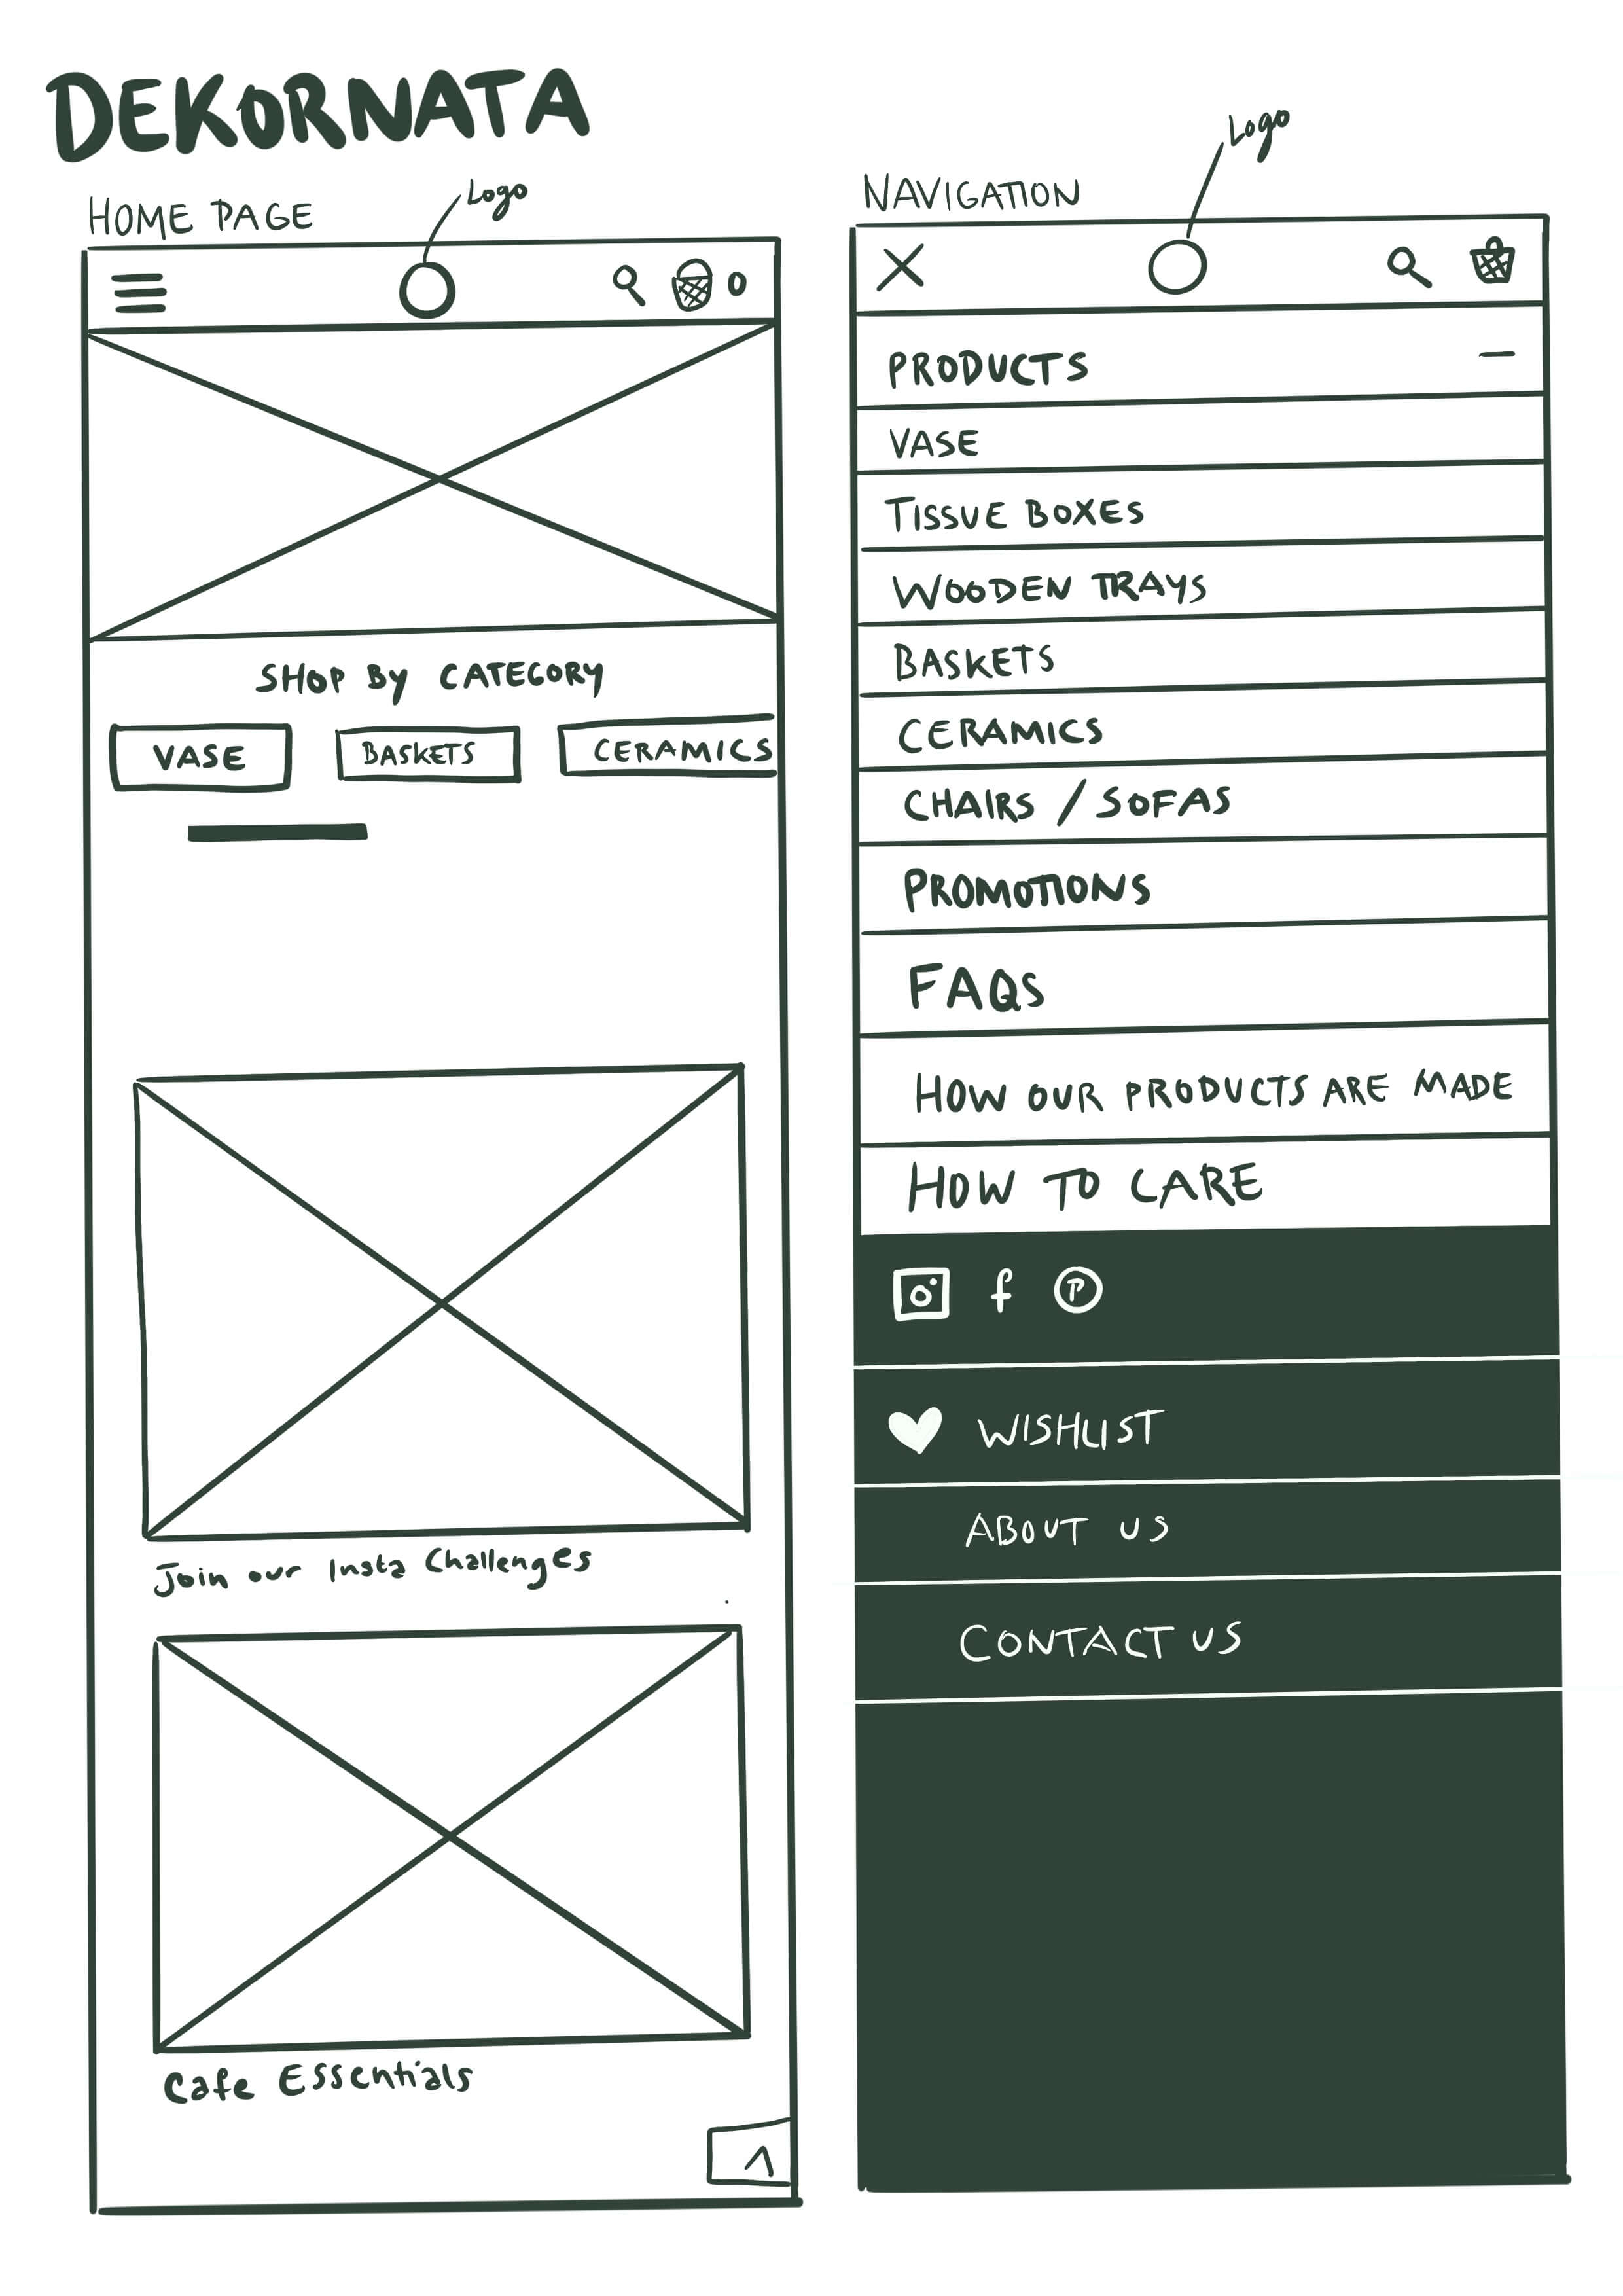 DEKORNATA
HOME PAGE
Logo
0
SHOP BY CATEGORY
VASE
BASKETS
CERAMICS
Join our Insta Challenges
Cafe Essentials
NAVIGATION
Logo
PRODUCTS
VASE
TISSUE BOXES
WOODEN TRAYS
BASKETS
CERAMICS
CHAIRS / SOFAS
PROMOTIONS
FAQS
HOW OUR PRODUCTS ARE MADE
HOW TO CARE
f P
WISHLIST
ABOUT US
CONTACT US